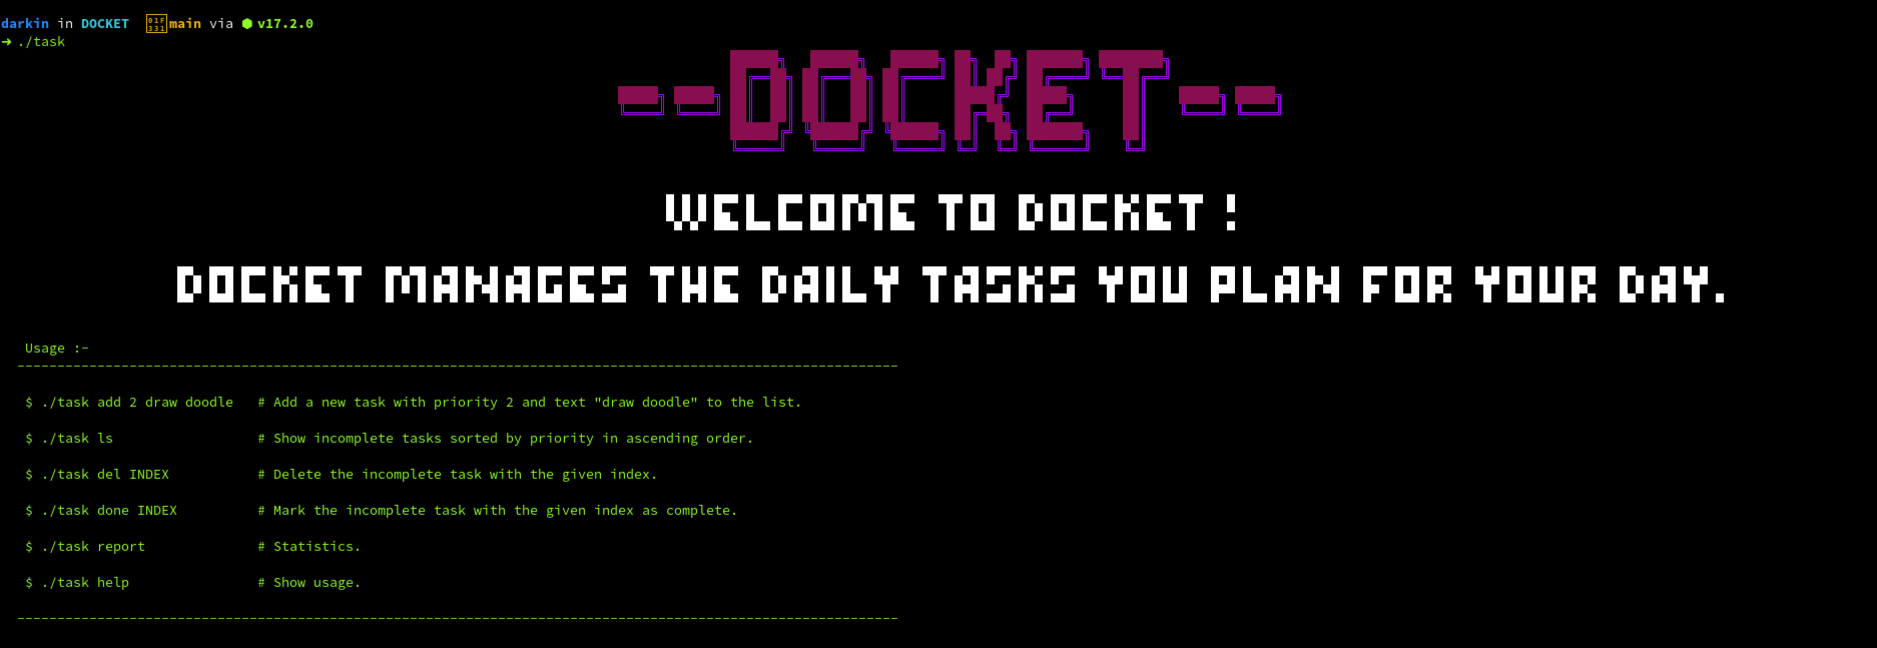 darkin in DOCKET 01F331 main via ⬢ v17.2.0
➜ ./task
--DOCKET--
WELCOME TO DOCKET !
DOCKET MANAGES THE DAILY TASKS YOU PLAN FOR YOUR DAY.
Usage :-
--------------------------------------------------------------------------------------------------------------
$ ./task add 2 draw doodle   # Add a new task with priority 2 and text "draw doodle" to the list.
$ ./task ls                  # Show incomplete tasks sorted by priority in ascending order.
$ ./task del INDEX           # Delete the incomplete task with the given index.
$ ./task done INDEX          # Mark the incomplete task with the given index as complete.
$ ./task report              # Statistics.
$ ./task help                # Show usage.
--------------------------------------------------------------------------------------------------------------